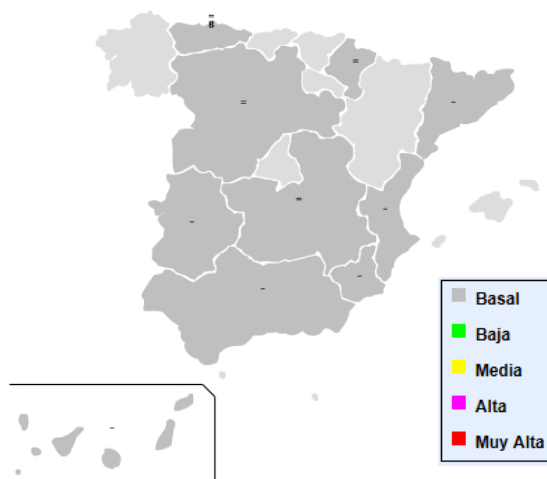 =
B
=
=
-
-
=
-
-
-
-
Basal
Baja
Media
Alta
Muy Alta